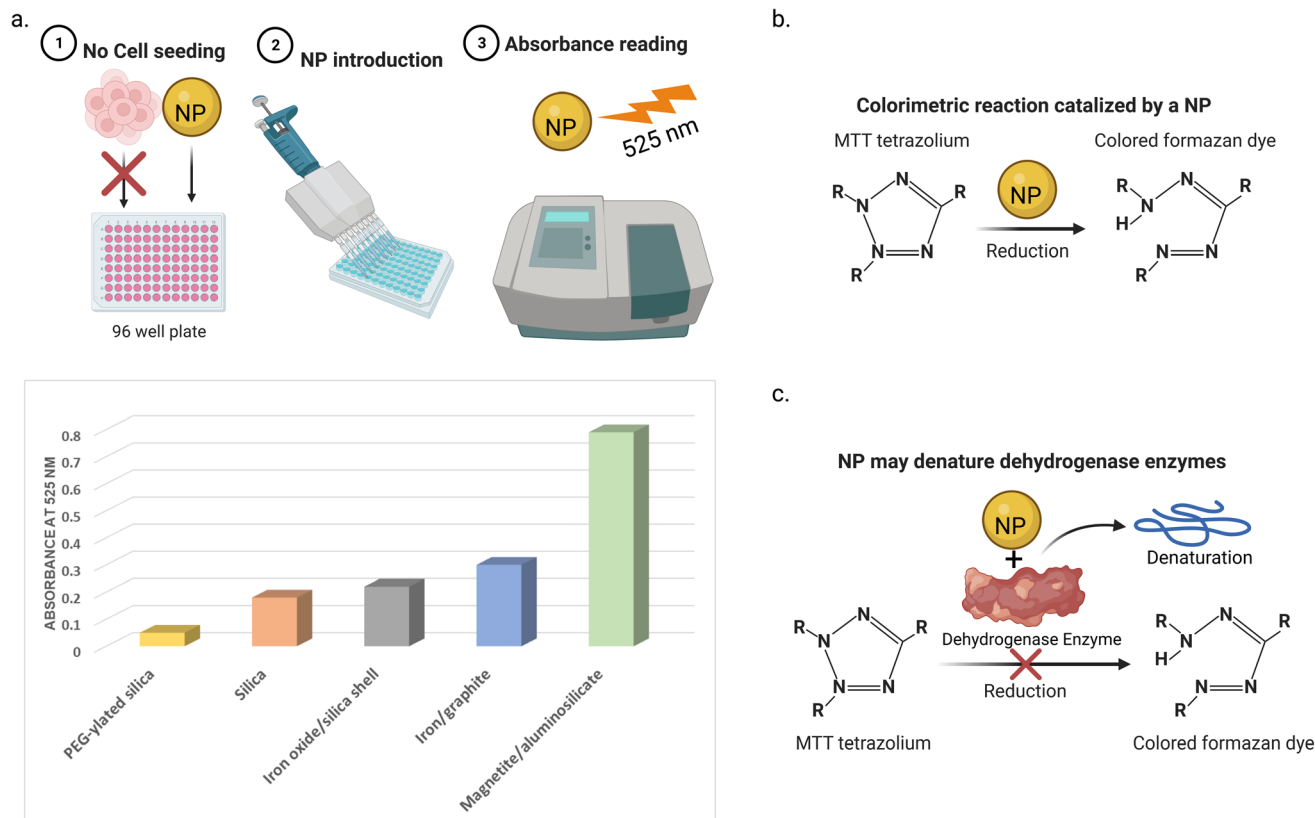 a.
1 No Cell seeding
NP
96 well plate
2 NP introduction
3 Absorbance reading
NP
525 nm
ABSORBANCE AT 525 NM
0.8
0.7
0.6
0.5
0.4
0.3
0.2
0.1
0
PEG-ylated silica
Silica
Iron oxide/silica shell
Iron/graphite
Magnetite/aluminosilicate
b.
Colorimetric reaction catalized by a NP
MTT tetrazolium
Colored formazan dye
R N R
N
N N
R
NP
Reduction
R N R
N
H
R N N
c.
NP may denature dehydrogenase enzymes
NP
+
Denaturation
Dehydrogenase Enzyme
Reduction
R N R
N
N N
R
MTT tetrazolium
R N R
N
H
N N
R
Colored formazan dye